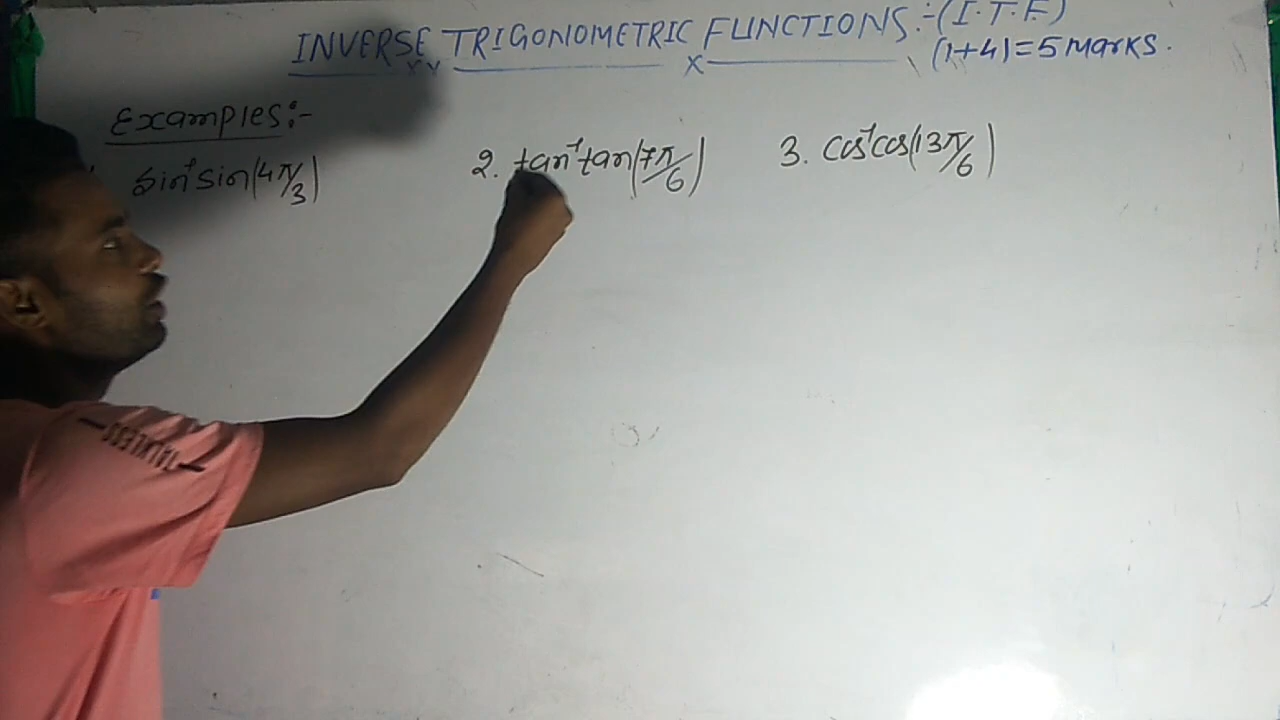 INVERSE TRIGONOMETRIC FUNCTIONS :-(I.T.F.)
(1+4)=5 Marks.
Examples:-
sin⁻¹sin(4π/3)
2. tan⁻¹tan(7π/6)
3. cos⁻¹cos(13π/6)